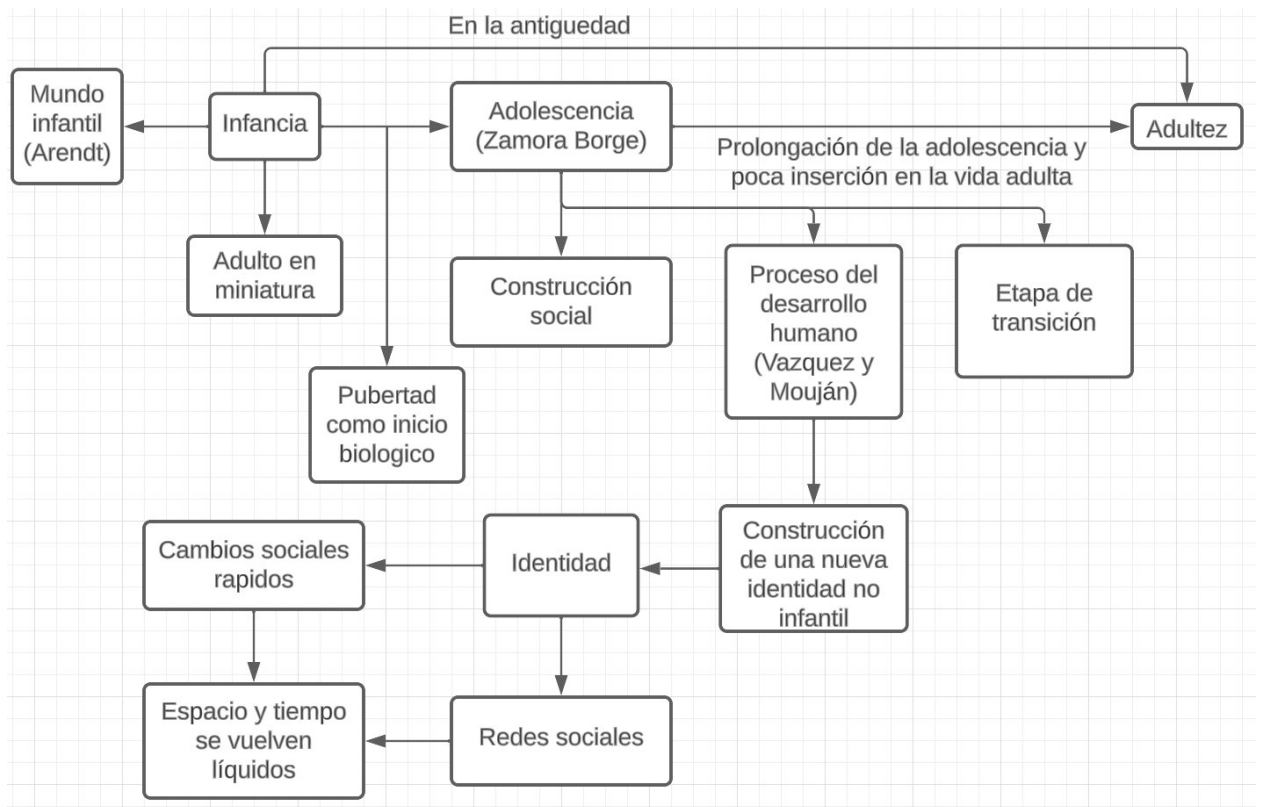 En la antiguedad
Mundo
infantil
(Arendt)
Infancia
Adolescencia
(Zamora Borge)
Adultez
Prolongación de la adolescencia y
poca inserción en la vida adulta
Adulto en
miniatura
Construcción
social
Proceso del
desarrollo
humano
(Vazquez y
Mouján)
Etapa de
transición
Pubertad
como inicio
biologico
Cambios sociales
rapidos
Identidad
Construcción
de una nueva
identidad no
infantil
Espacio y tiempo
se vuelven
líquidos
Redes sociales